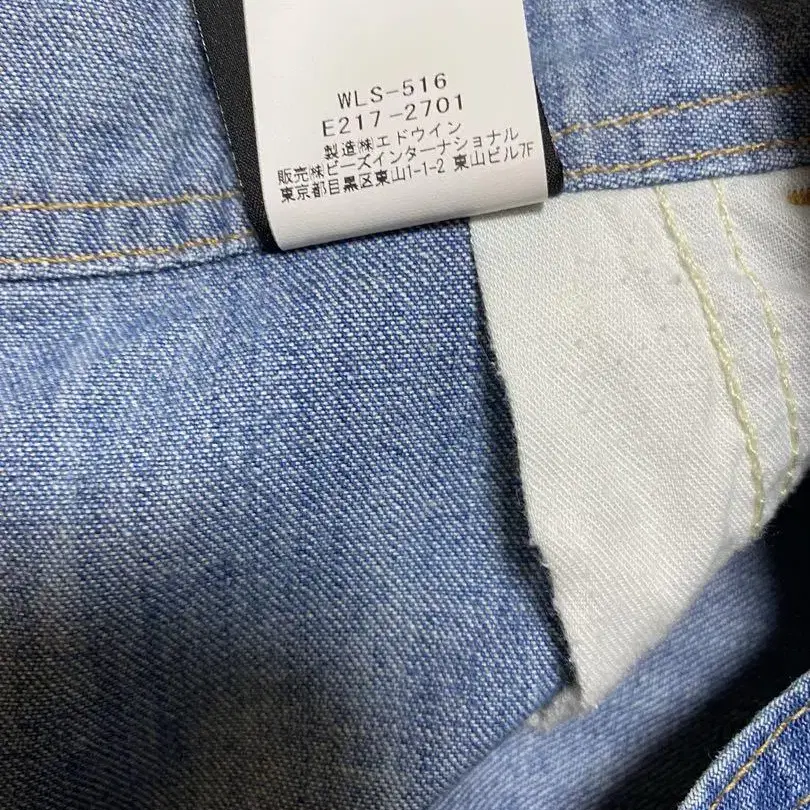 WLS-516
E217-2701
製造㈱エドウイン
販売㈱ビーズインターナショナル
東京都目黒区東山1-1-2 東山ビル7F